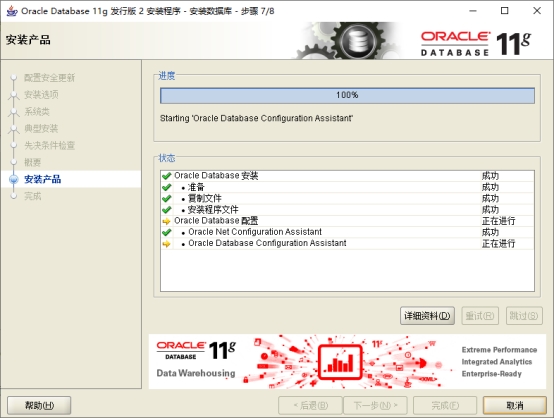 Oracle Database 11g 发行版 2 安装程序 - 安装数据库 - 步骤 7/8
安装产品
ORACLE
DATABASE 11g
配置安全更新
安装选项
系统类
典型安装
先决条件检查
概要
安装产品
完成
进度
100%
Starting 'Oracle Database Configuration Assistant'
状态
Oracle Database 安装 成功
• 准备 成功
• 复制文件 成功
• 安装程序文件 成功
Oracle Database 配置 正在进行
• Oracle Net Configuration Assistant 成功
• Oracle Database Configuration Assistant 正在进行
详细资料(D) 重试(R) 跳过(S)
ORACLE 11g
DATABASE
Data Warehousing
11g
XML
Extreme Performance
Integrated Analytics
Enterprise-Ready
帮助(H) < 后退(B) 下一步(N) > 完成(F) 取消